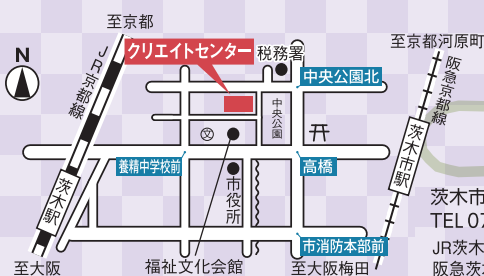 至京都
N
クリエイトセンター
税務署
至京都河原町
JR京都線
中央公園北
阪急京都線
中央公園
文
茨木市駅
養精中学校前
高橋
茨木駅
市役所
茨木市
TEL 07
市消防本部前
JR茨木
至大阪
福祉文化会館
至大阪梅田
阪急茨